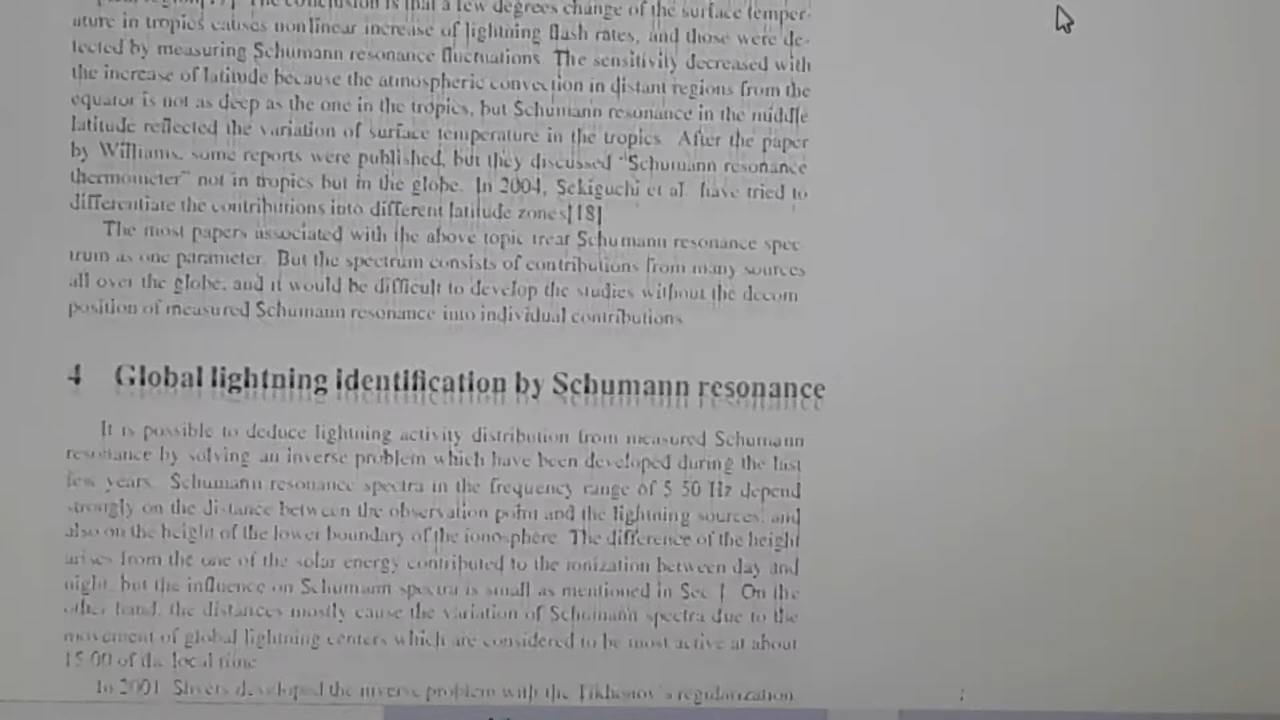 The conclusion is that a few degrees change of the surface temper-
ature in tropics causes nonlinear increase of lightning flash rates, and those were de-
tected by measuring Schumann resonance fluctuations. The sensitivity decreased with
the increase of latitude because the atmospheric convection in distant regions from the
equator is not as deep as the one in the tropics, but Schumann resonance in the middle
latitude reflected the variation of surface temperature in the tropics. After the paper
by Williams, some reports were published, but they discussed "Schumann resonance
thermometer" not in tropics but in the globe. In 2004, Sekiguchi et al. have tried to
differentiate the contributions into different latitude zones[18]
The most papers associated with the above topic treat Schumann resonance spec-
trum as one parameter. But the spectrum consists of contributions from many sources
all over the globe, and it would be difficult to develop the studies without the decom
position of measured Schumann resonance into individual contributions
4 Global lightning identification by Schumann resonance
It is possible to deduce lightning activity distribution from measured Schumann
resonance by solving an inverse problem which have been developed during the last
few years. Schumann resonance spectra in the frequency range of 5 50 Hz depend
strongly on the distance between the observation point and the lightning sources, and
also on the height of the lower boundary of the ionosphere. The difference of the height
arises from the one of the solar energy contributed to the ionization between day and
night, but the influence on Schumann spectra is small as mentioned in Sec 1. On the
other hand, the distances mostly cause the variation of Schumann spectra due to the
movement of global lightning centers which are considered to be most active at about
15:00 of the local time
In 2001 Shvets developed the inverse problem with the Tikhonov's regularization